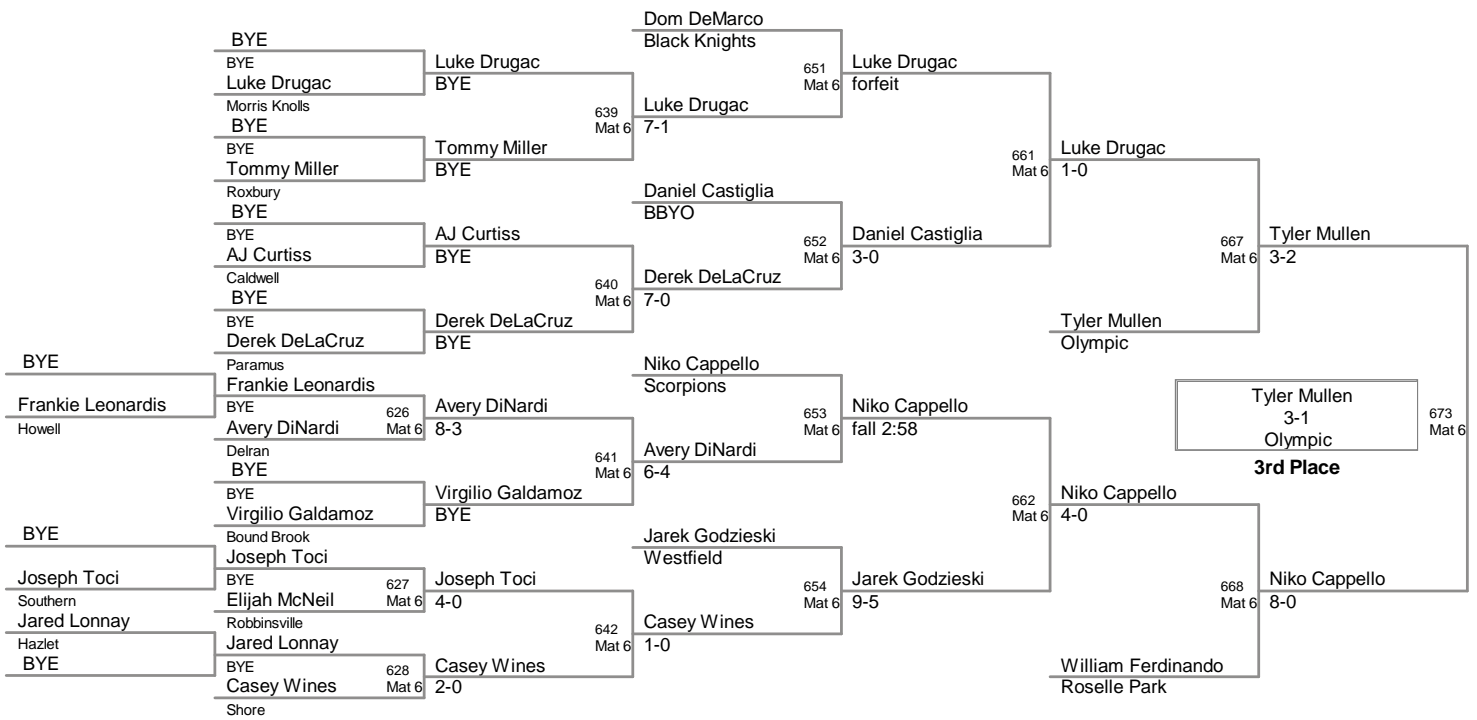 BYE
Frankie Leonardis
Howell
BYE
Joseph Toci
Southern
Jared Lonnay
Hazlet
BYE
BYE
BYE
Luke Drugac
Morris Knolls
BYE
BYE
Tommy Miller
Roxbury
BYE
BYE
AJ Curtiss
Caldwell
BYE
BYE
Derek DeLaCruz
Paramus
Frankie Leonardis
BYE
Avery DiNardi
626
Mat 6
Delran
BYE
BYE
Virgilio Galdamoz
Bound Brook
Joseph Toci
BYE
Elijah McNeil
627
Mat 6
Robbinsville
Jared Lonnay
BYE
Casey Wines
628
Mat 6
Shore
Luke Drugac
BYE
639
Mat 6
Tommy Miller
BYE
AJ Curtiss
BYE
640
Mat 6
Derek DeLaCruz
BYE
Avery DiNardi
8-3
641
Mat 6
Virgilio Galdamoz
BYE
Joseph Toci
4-0
642
Mat 6
Casey Wines
2-0
Dom DeMarco
Black Knights
651
Mat 6
Luke Drugac
7-1
Daniel Castiglia
BBYO
652
Mat 6
Derek DeLaCruz
7-0
Niko Cappello
Scorpions
653
Mat 6
Avery DiNardi
6-4
Jarek Godzieski
Westfield
654
Mat 6
Casey Wines
1-0
Luke Drugac
forfeit
661
Mat 6
Daniel Castiglia
3-0
Niko Cappello
fall 2:58
662
Mat 6
Jarek Godzieski
9-5
Luke Drugac
1-0
667
Mat 6
Tyler Mullen
Olympic
Niko Cappello
4-0
668
Mat 6
William Ferdinando
Roselle Park
Tyler Mullen
3-2
Tyler Mullen
3-1
Olympic
3rd Place
673
Mat 6
Niko Cappello
8-0